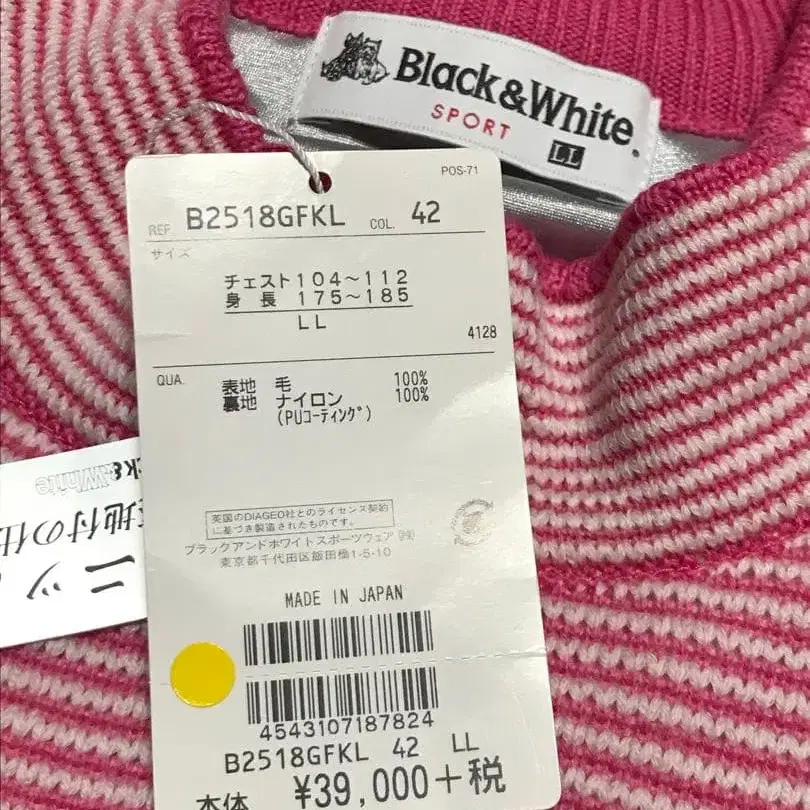 Black&White.
SPORT
LL
POS-71
REF. B2518GFKL COL. 42
サイズ
チェスト104～112
身長 175～185
LL
4128
QUA.
表地 毛 100%
裏地 ナイロン 100%
(PUコーティング)
英国のDIAGEO社とのライセンス契約
に基づき製造されたものです。
ブラックアンドホワイトスポーツウェア㈱
東京都千代田区飯田橋1-5-10
MADE IN JAPAN
4543107187824
B2518GFKL 42 LL
本体 ¥39,000+税
k&White
地付の仕
ニッ